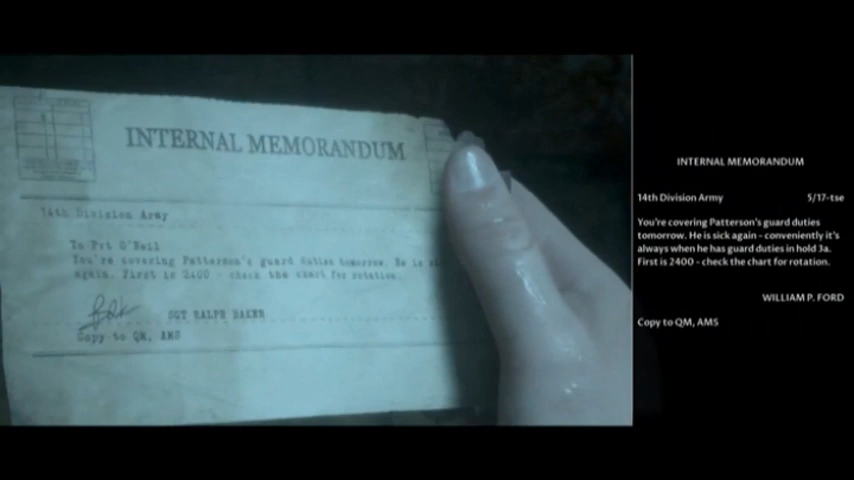 INTERNAL MEMORANDUM
14th Division Army
To Pvt O'Neil
You're covering Patterson's guard duties tomorrow. He is
again. First is 2400 - check the chart for rotation.
SGT RALPH BAKER
Copy to QM, AMS
INTERNAL MEMORANDUM
14th Division Army 5/17-tse
You're covering Patterson's guard duties
tomorrow. He is sick again - conveniently it's
always when he has guard duties in hold 3a.
First is 2400 - check the chart for rotation.
WILLIAM P. FORD
Copy to QM, AMS